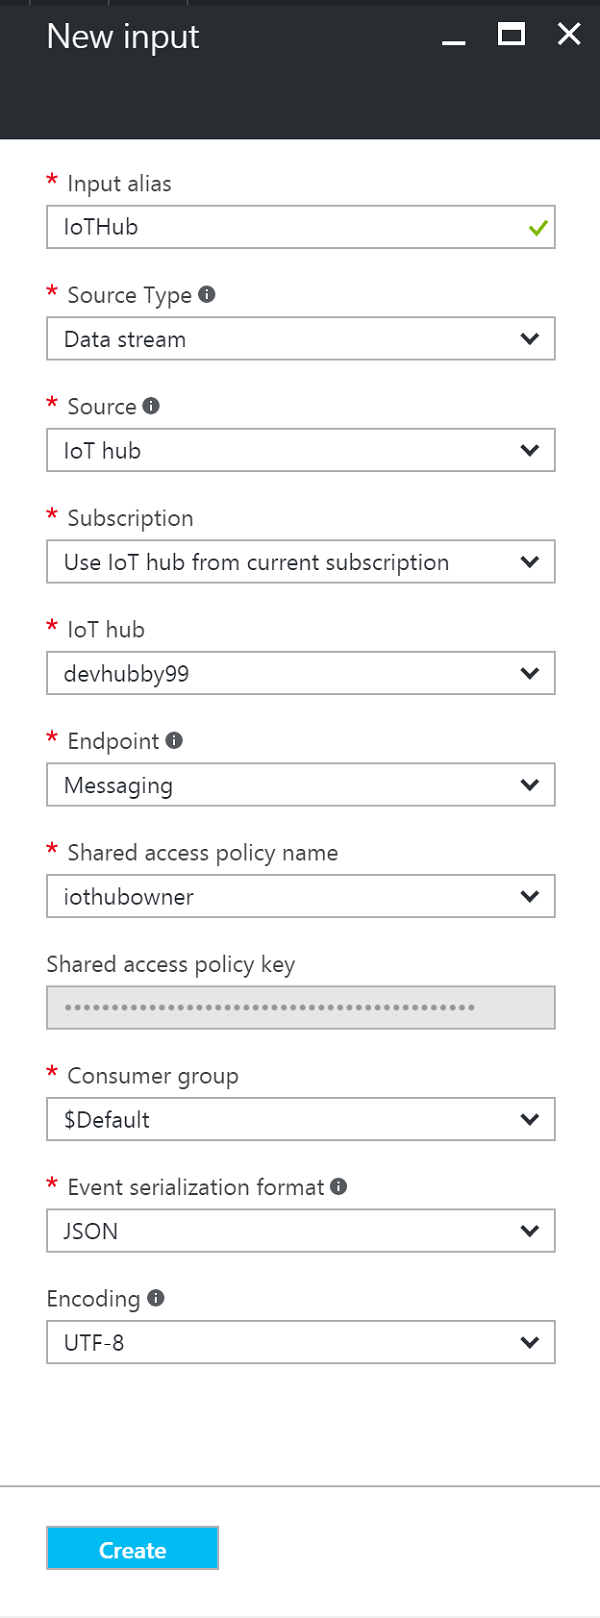 New input
* Input alias
IoTHub
* Source Type
Data stream
* Source
IoT hub
* Subscription
Use IoT hub from current subscription
* IoT hub
devhubby99
* Endpoint
Messaging
* Shared access policy name
iothubowner
Shared access policy key
••••••••••••••••••••••••••••••••••••••••••••
* Consumer group
$Default
* Event serialization format
JSON
Encoding
UTF-8
Create